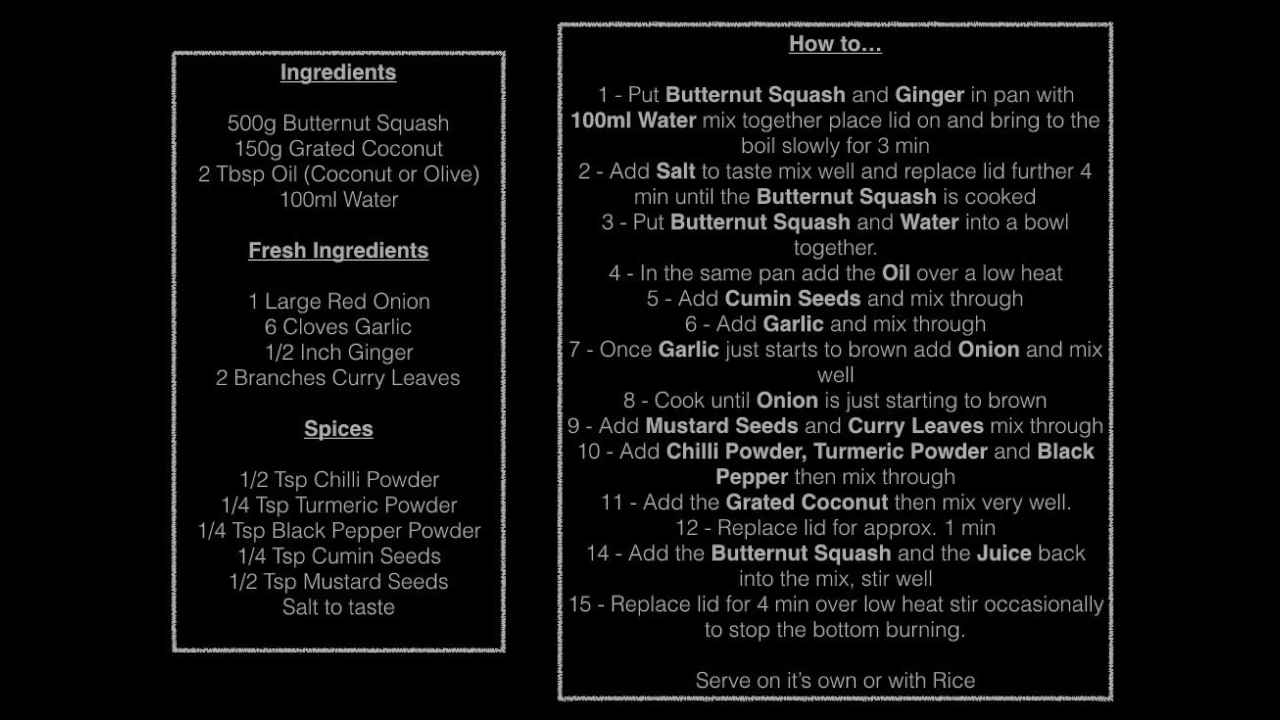 Ingredients
500g Butternut Squash
150g Grated Coconut
2 Tbsp Oil (Coconut or Olive)
100ml Water
Fresh Ingredients
1 Large Red Onion
6 Cloves Garlic
1/2 Inch Ginger
2 Branches Curry Leaves
Spices
1/2 Tsp Chilli Powder
1/4 Tsp Turmeric Powder
1/4 Tsp Black Pepper Powder
1/4 Tsp Cumin Seeds
1/2 Tsp Mustard Seeds
Salt to taste
How to...
1 - Put Butternut Squash and Ginger in pan with
100ml Water mix together place lid on and bring to the
boil slowly for 3 min
2 - Add Salt to taste mix well and replace lid further 4
min until the Butternut Squash is cooked
3 - Put Butternut Squash and Water into a bowl
together.
4 - In the same pan add the Oil over a low heat
5 - Add Cumin Seeds and mix through
6 - Add Garlic and mix through
7 - Once Garlic just starts to brown add Onion and mix
well
8 - Cook until Onion is just starting to brown
9 - Add Mustard Seeds and Curry Leaves mix through
10 - Add Chilli Powder, Turmeric Powder and Black
Pepper then mix through
11 - Add the Grated Coconut then mix very well.
12 - Replace lid for approx. 1 min
14 - Add the Butternut Squash and the Juice back
into the mix, stir well
15 - Replace lid for 4 min over low heat stir occasionally
to stop the bottom burning.
Serve on it's own or with Rice